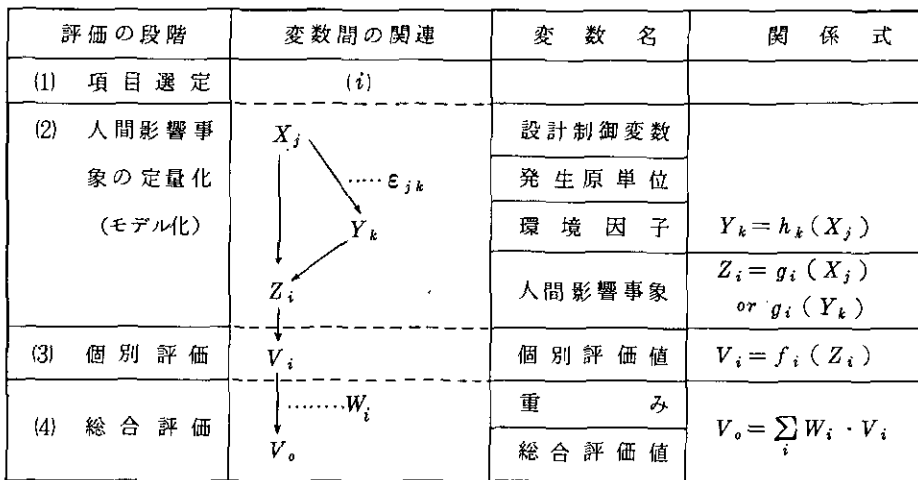 評価の段階 変数間の関連 変数名 関係式
(1) 項目選定 (i)
(2) 人間影響事 X_j 設計制御変数
象の定量化 ·····ε_{jk} 発生原単位
(モデル化) Y_k 環境因子 Y_k = h_k (X_j)
Z_i 人間影響事象 Z_i = g_i (X_j)
or g_i (Y_k)
(3) 個別評価 V_i 個別評価値 V_i = f_i (Z_i)
(4) 総合評価 ········W_i 重み V_o = ∑_i W_i · V_i
V_o 総合評価値